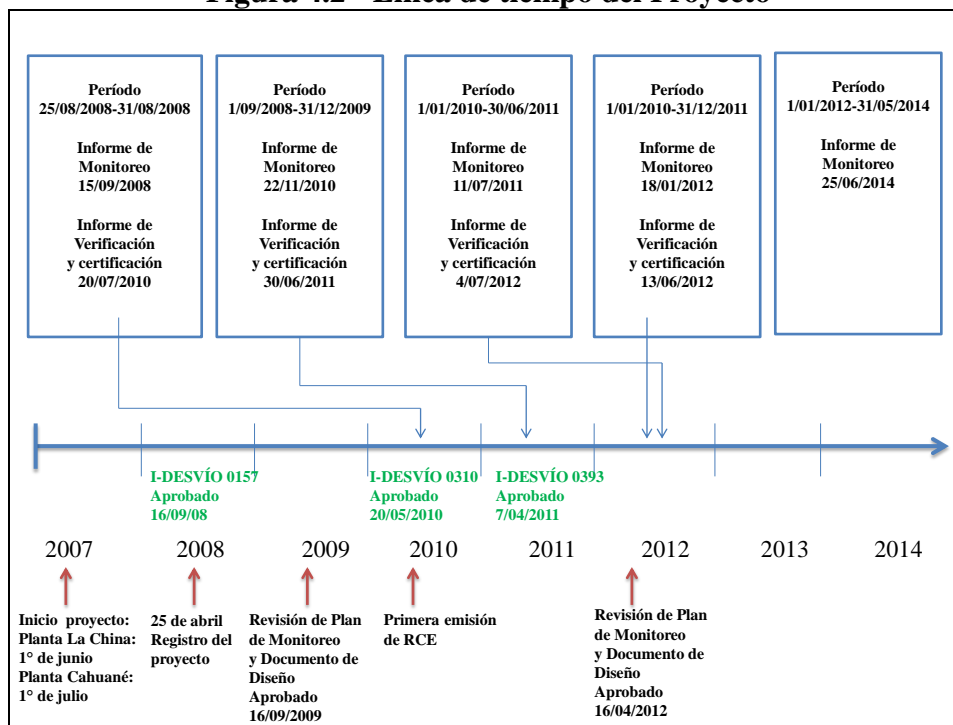 Figura 4.2 - Línea de tiempo del Proyecto
Período
25/08/2008-31/08/2008
Informe de
Monitoreo
15/09/2008
Informe de
Verificación
y certificación
20/07/2010
Período
1/09/2008-31/12/2009
Informe de
Monitoreo
22/11/2010
Informe de
Verificación
y certificación
30/06/2011
Período
1/01/2010-30/06/2011
Informe de
Monitoreo
11/07/2011
Informe de
Verificación
y certificación
4/07/2012
Período
1/01/2010-31/12/2011
Informe de
Monitoreo
18/01/2012
Informe de
Verificación
y certificación
13/06/2012
Período
1/01/2012-31/05/2014
Informe de
Monitoreo
25/06/2014
I-DESVÍO 0157
Aprobado
16/09/08
I-DESVÍO 0310
Aprobado
20/05/2010
I-DESVÍO 0393
Aprobado
7/04/2011
2007 2008 2009 2010 2011 2012 2013 2014
Inicio proyecto:
Planta La China:
1° de junio
Planta Cahuané:
1° de julio
25 de abril
Registro del
proyecto
Revisión de Plan
de Monitoreo
y Documento de
Diseño
Aprobado
16/09/2009
Primera emisión
de RCE
Revisión de Plan
de Monitoreo
y Documento de
Diseño
Aprobado
16/04/2012